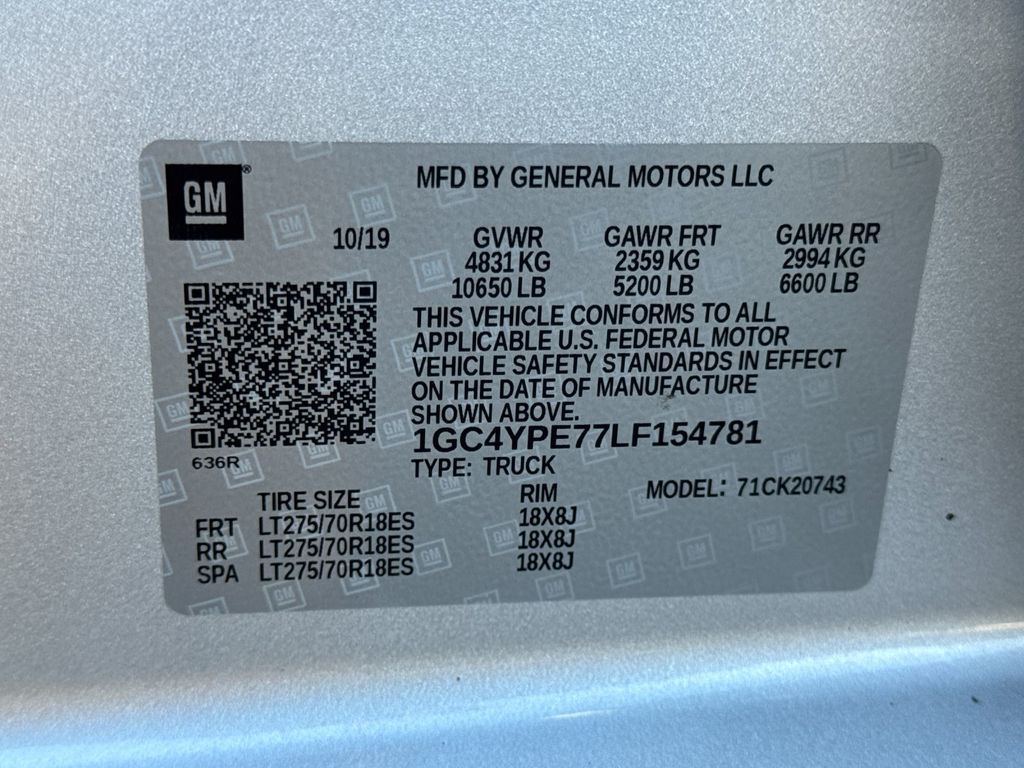 GM
MFD BY GENERAL MOTORS LLC
10/19
GVWR GAWR FRT GAWR RR
4831 KG 2359 KG 2994 KG
10650 LB 5200 LB 6600 LB
THIS VEHICLE CONFORMS TO ALL
APPLICABLE U.S. FEDERAL MOTOR
VEHICLE SAFETY STANDARDS IN EFFECT
ON THE DATE OF MANUFACTURE
SHOWN ABOVE.
1GC4YPE77LF154781
636R
TYPE: TRUCK
MODEL: 71CK20743
TIRE SIZE RIM
FRT LT275/70R18ES 18X8J
RR LT275/70R18ES 18X8J
SPA LT275/70R18ES 18X8J